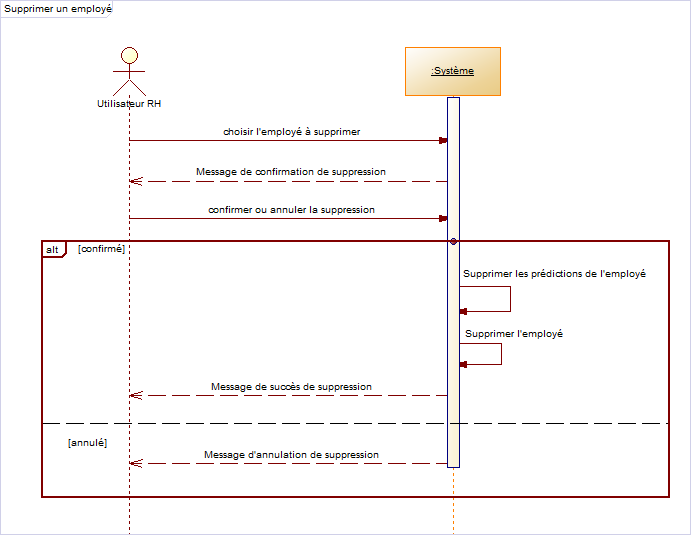 Supprimer un employé
:Système
Utilisateur RH
choisir l'employé à supprimer
Message de confirmation de suppression
confirmer ou annuler la suppression
alt
[confirmé]
Supprimer les prédictions de l'employé
Supprimer l'employé
Message de succès de suppression
[annulé]
Message d'annulation de suppression